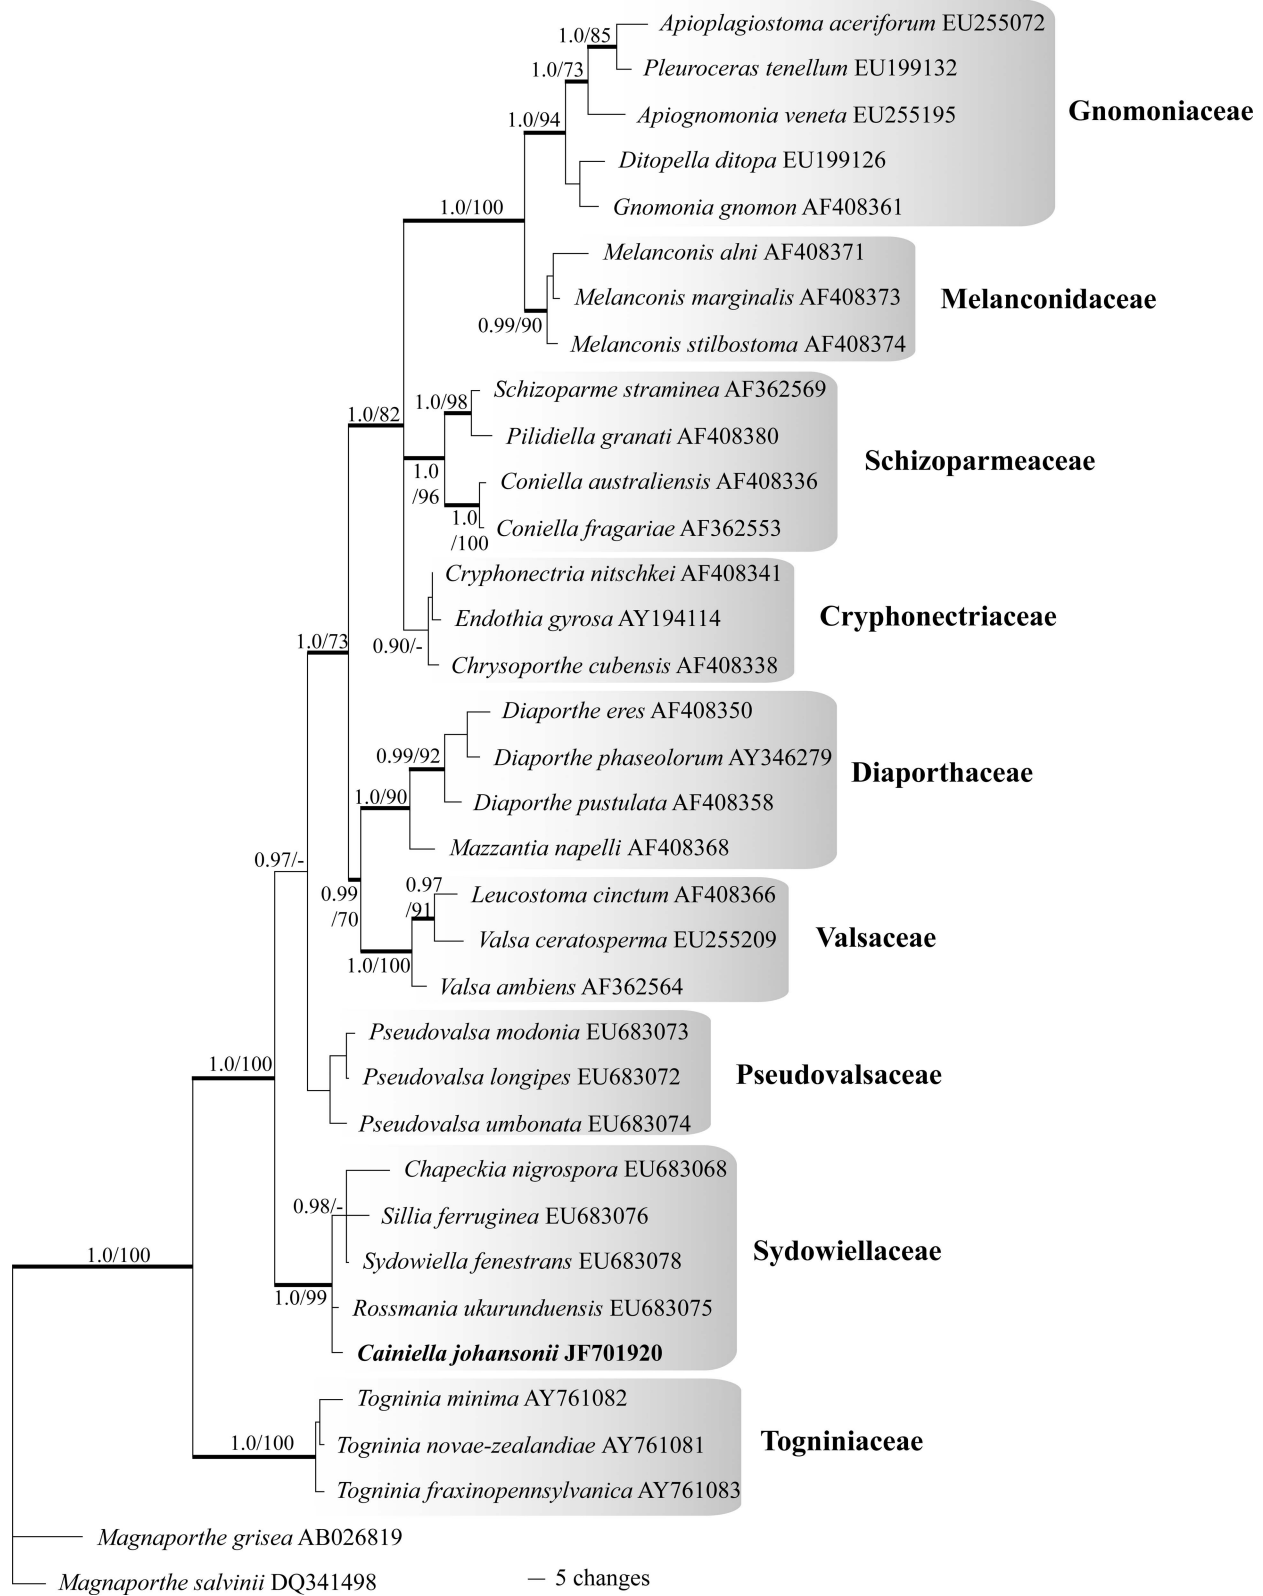 Apioplagiostoma aceriforum EU255072
1.0/85
Pleuroceras tenellum EU199132
1.0/73
Apiognomonia veneta EU255195
Gnomoniaceae
1.0/94
Ditopella ditopa EU199126
Gnomonia gnomon AF408361
1.0/100
Melanconis alni AF408371
Melanconis marginalis AF408373
Melanconidaceae
0.99/90
Melanconis stilbostoma AF408374
Schizoparme straminea AF362569
1.0/98
1.0/82
Pilidiella granati AF408380
Schizoparmeaceae
1.0
/96
Coniella australiensis AF408336
1.0
/100
Coniella fragariae AF362553
Cryphonectria nitschkei AF408341
Endothia gyrosa AY194114
Cryphonectriaceae
1.0/73
0.90/-
Chrysoporthe cubensis AF408338
Diaporthe eres AF408350
0.99/92
Diaporthe phaseolorum AY346279
Diaporthaceae
1.0/90
Diaporthe pustulata AF408358
Mazzantia napelli AF408368
0.97/-
0.99
/70
0.97
/91
Leucostoma cinctum AF408366
Valsa ceratosperma EU255209
Valsaceae
1.0/100
Valsa ambiens AF362564
Pseudovalsa modonia EU683073
1.0/100
Pseudovalsa longipes EU683072
Pseudovalsaceae
Pseudovalsa umbonata EU683074
Chapeckia nigrospora EU683068
0.98/-
Sillia ferruginea EU683076
Sydowiellaceae
1.0/100
Sydowiella fenestrans EU683078
1.0/99
Rossmania ukurunduensis EU683075
Cainiella johansonii JF701920
Togninia minima AY761082
1.0/100
Togninia novae-zealandiae AY761081
Togniniaceae
Togninia fraxinopennsylvanica AY761083
Magnaporthe grisea AB026819
Magnaporthe salvinii DQ341498
5 changes